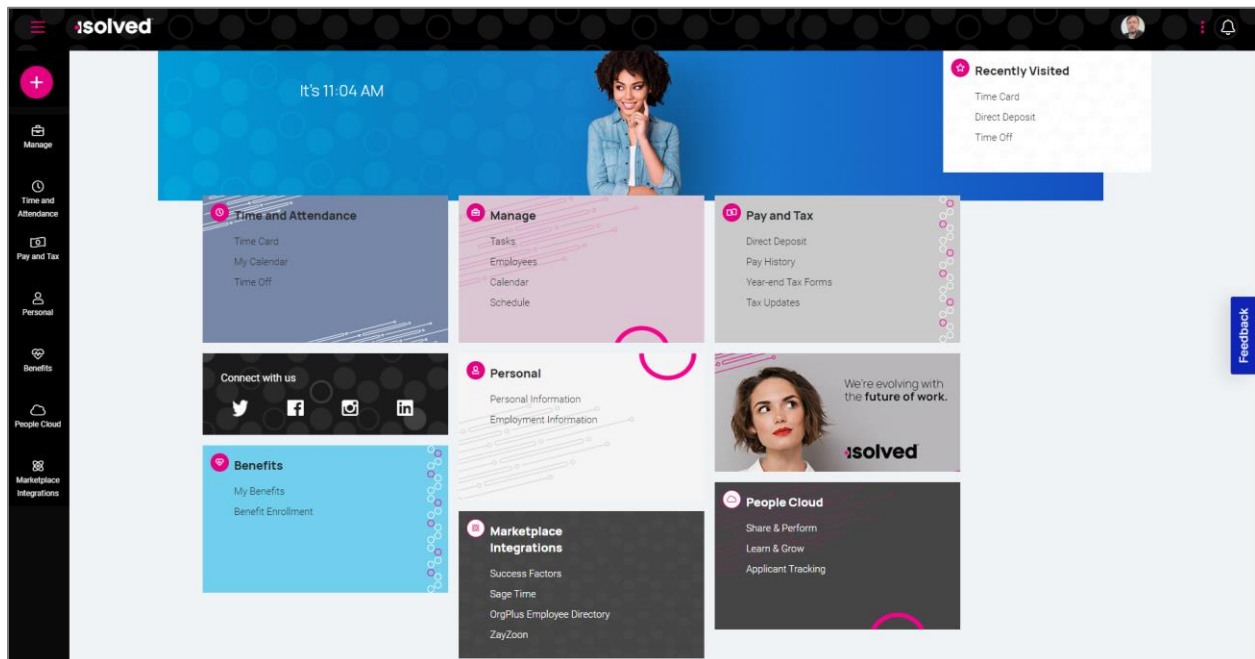 isolved
Manage
Time and
Attendance
Pay and Tax
Personal
Benefits
People Cloud
Marketplace
Integrations
It's 11:04 AM
Recently Visited
Time Card
Direct Deposit
Time Off
Time and Attendance
Time Card
My Calendar
Time Off
Manage
Tasks
Employees
Calendar
Schedule
Pay and Tax
Direct Deposit
Pay History
Year-end Tax Forms
Tax Updates
Connect with us
Personal
Personal Information
Employment Information
We're evolving with
the future of work.
isolved
Benefits
My Benefits
Benefit Enrollment
Marketplace
Integrations
Success Factors
Sage Time
OrgPlus Employee Directory
ZayZoon
People Cloud
Share & Perform
Learn & Grow
Applicant Tracking
Feedback